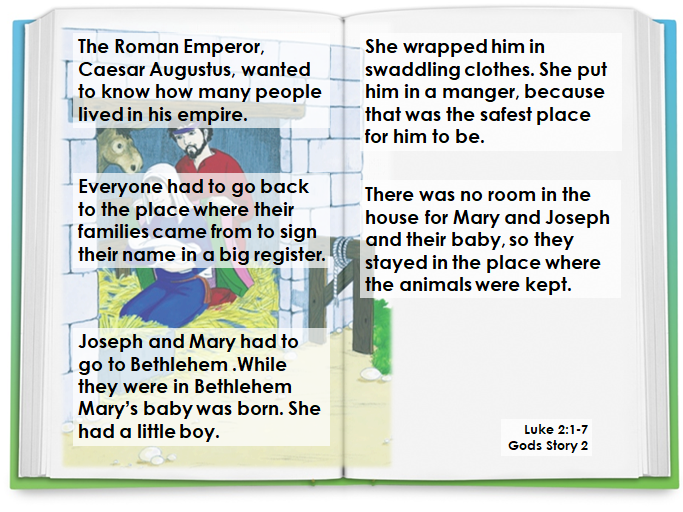 The Roman Emperor,
Caesar Augustus, wanted
to know how many people
lived in his empire.
Everyone had to go back
to the place where their
families came from to sign
their name in a big register.
Joseph and Mary had to
go to Bethlehem .While
they were in Bethlehem
Mary’s baby was born. She
had a little boy.
She wrapped him in
swaddling clothes. She put
him in a manger, because
that was the safest place
for him to be.
There was no room in the
house for Mary and Joseph
and their baby, so they
stayed in the place where
the animals were kept.
Luke 2:1-7
Gods Story 2